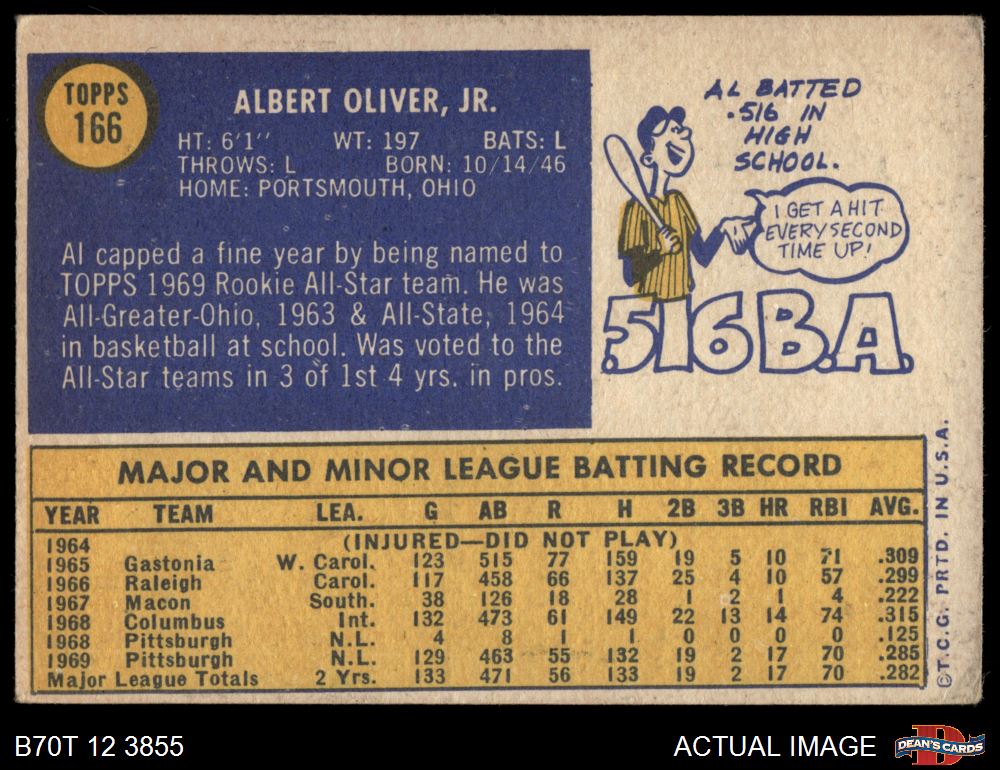 TOPPS
166
ALBERT OLIVER, JR.
HT: 6'1'' WT: 197 BATS: L
THROWS: L BORN: 10/14/46
HOME: PORTSMOUTH, OHIO
Al capped a fine year by being named to
TOPPS 1969 Rookie All-Star team. He was
All-Greater-Ohio, 1963 & All-State, 1964
in basketball at school. Was voted to the
All-Star teams in 3 of 1st 4 yrs. in pros.
AL BATTED
.516 IN
HIGH
SCHOOL.
I GET A HIT
EVERY SECOND
TIME UP!
.516 B.A.
MAJOR AND MINOR LEAGUE BATTING RECORD
YEAR TEAM LEA. G AB R H 2B 3B HR RBI AVG.
1964 (INJURED—DID NOT PLAY)
1965 Gastonia W. Carol. 123 515 77 159 19 5 10 71 .309
1966 Raleigh Carol. 117 458 66 137 25 4 10 57 .299
1967 Macon South. 38 126 18 28 1 2 1 4 .222
1968 Columbus Int. 132 473 61 149 22 13 14 74 .315
1968 Pittsburgh N.L. 4 8 1 1 0 0 0 0 .125
1969 Pittsburgh N.L. 129 463 55 132 19 2 17 70 .285
Major League Totals 2 Yrs. 133 471 56 133 19 2 17 70 .282
©T.C.G. PRTD. IN U.S.A.
B70T 12 3855
ACTUAL IMAGE
D
DEAN'S CARDS